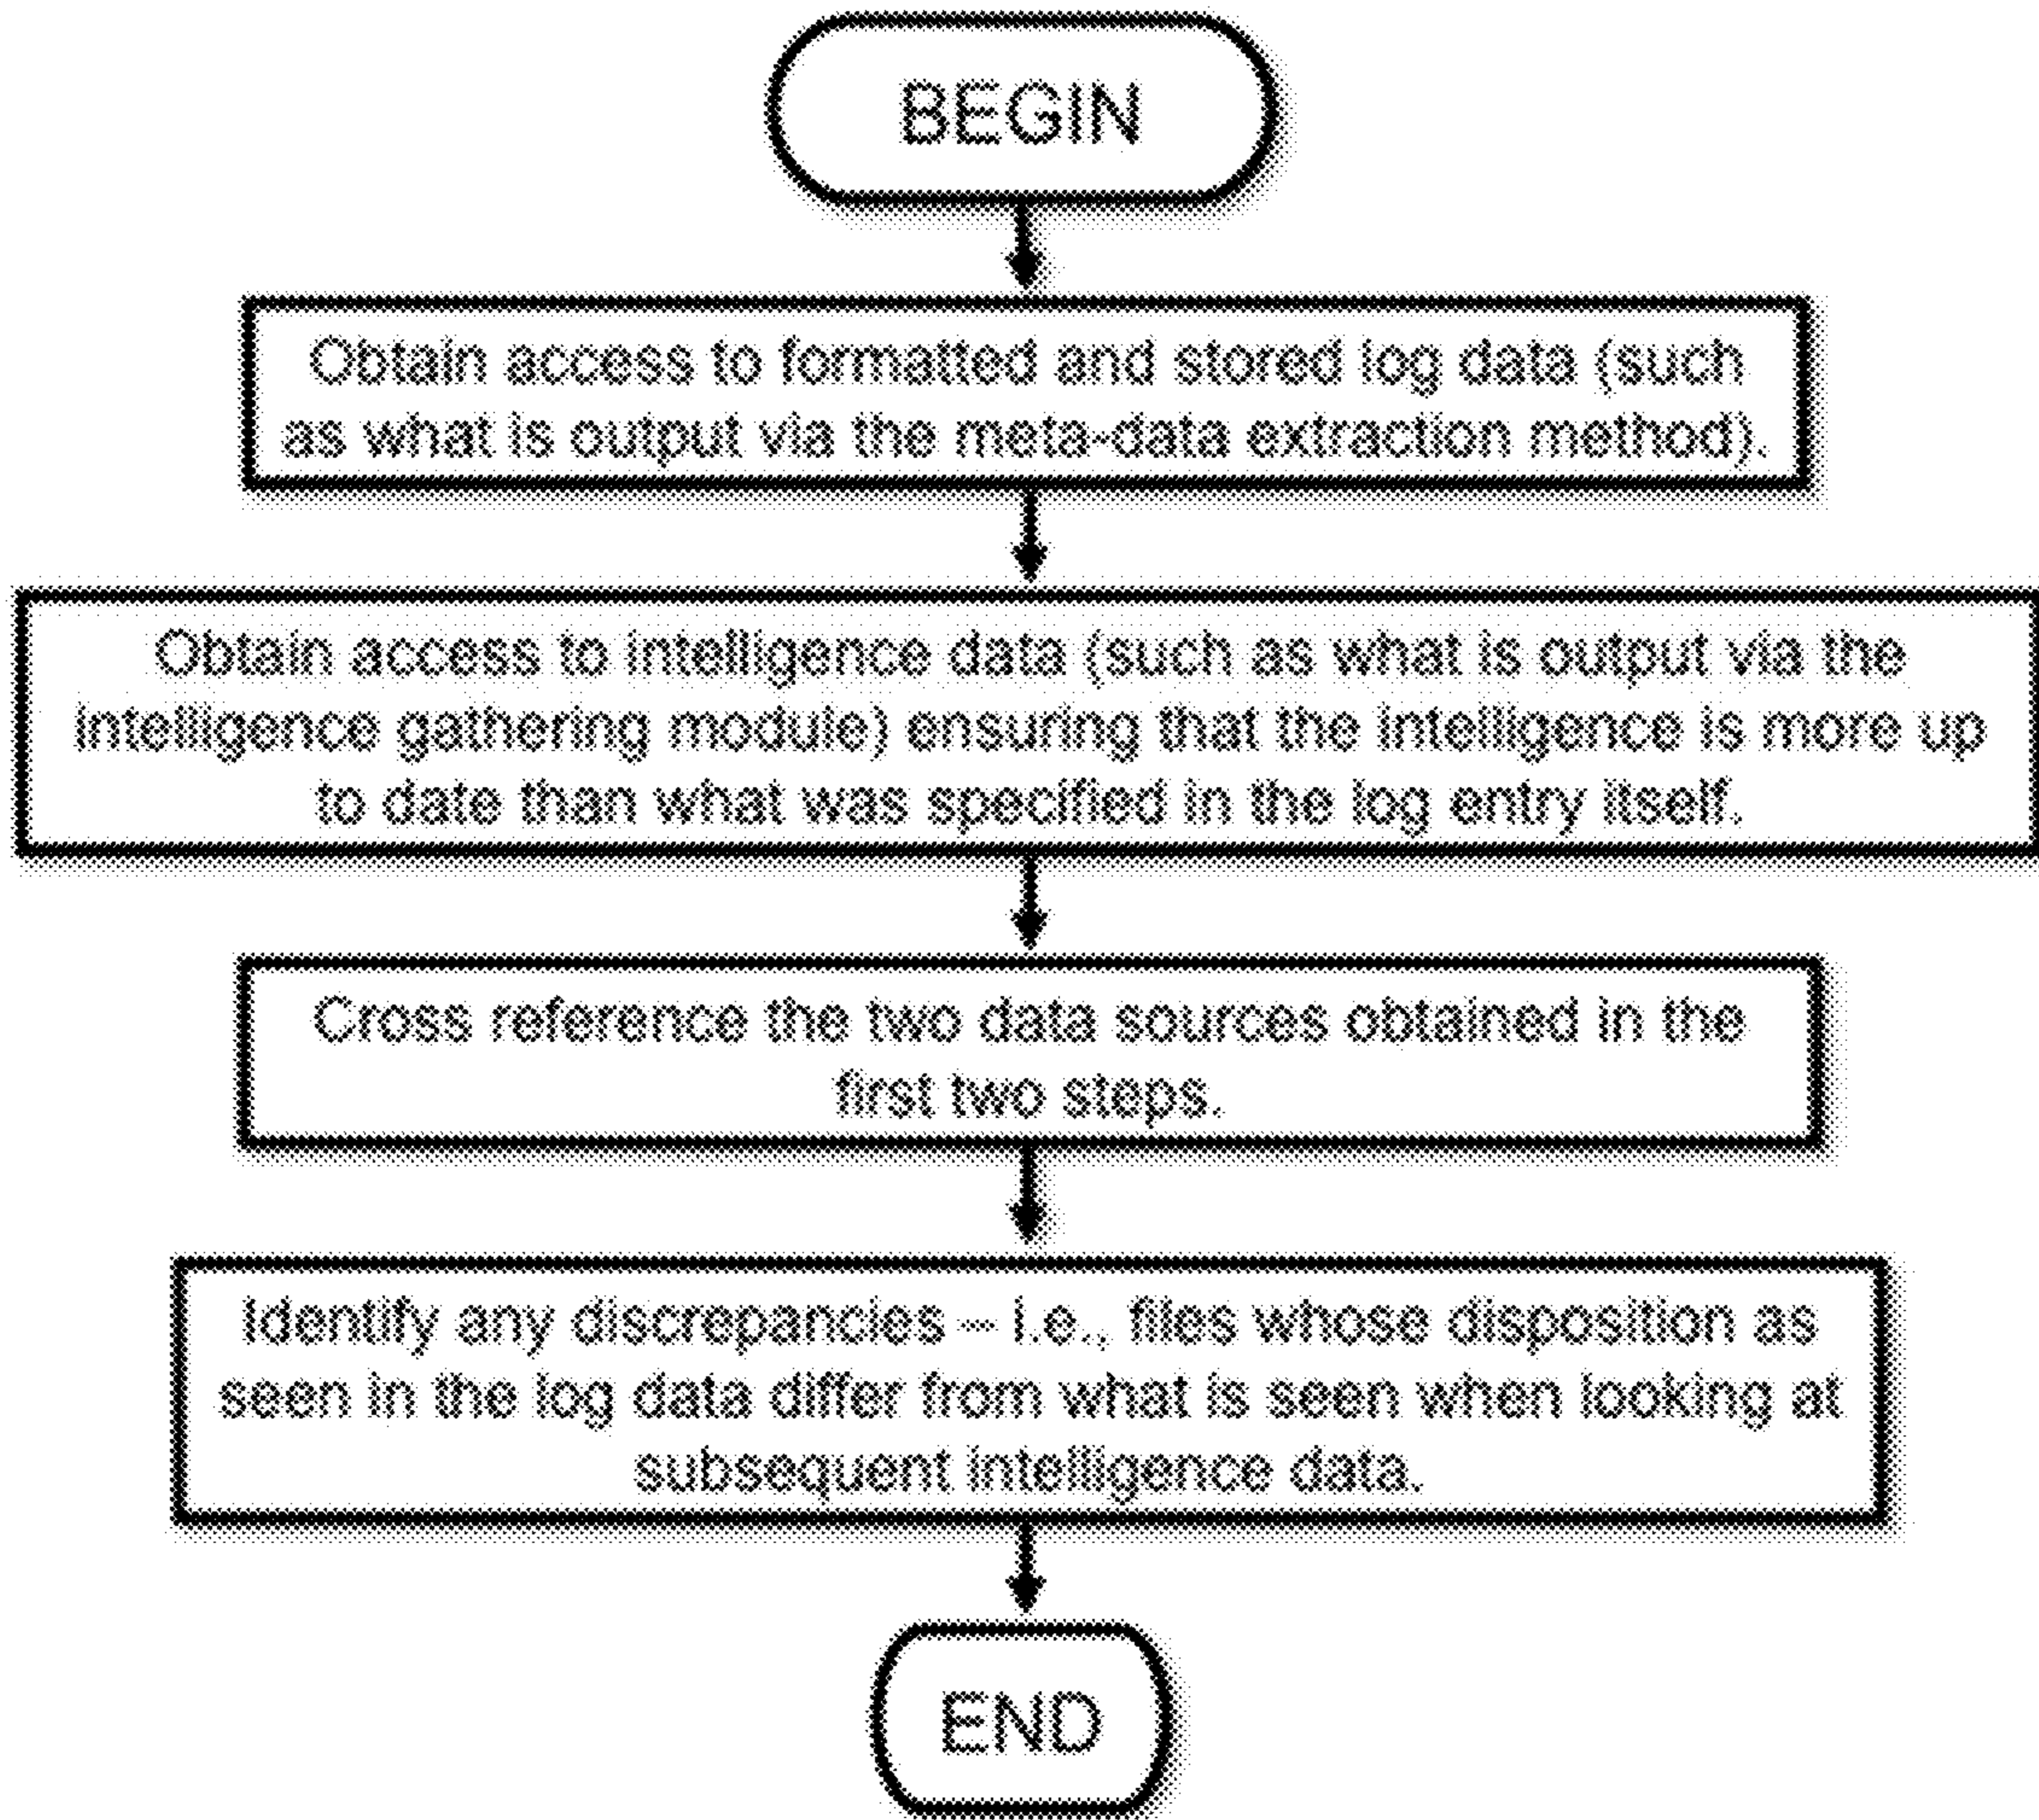 BEGIN
Obtain access to formatted and stored log data (such
as what is output via the meta-data extraction method).
Obtain access to intelligence data (such as what is output via the
intelligence gathering module) ensuring that the intelligence is more up
to date than what was specified in the log entry itself.
Cross reference the two data sources obtained in the
first two steps.
Identify any discrepancies – i.e., files whose disposition as
seen in the log data differ from what is seen when looking at
subsequent intelligence data.
END